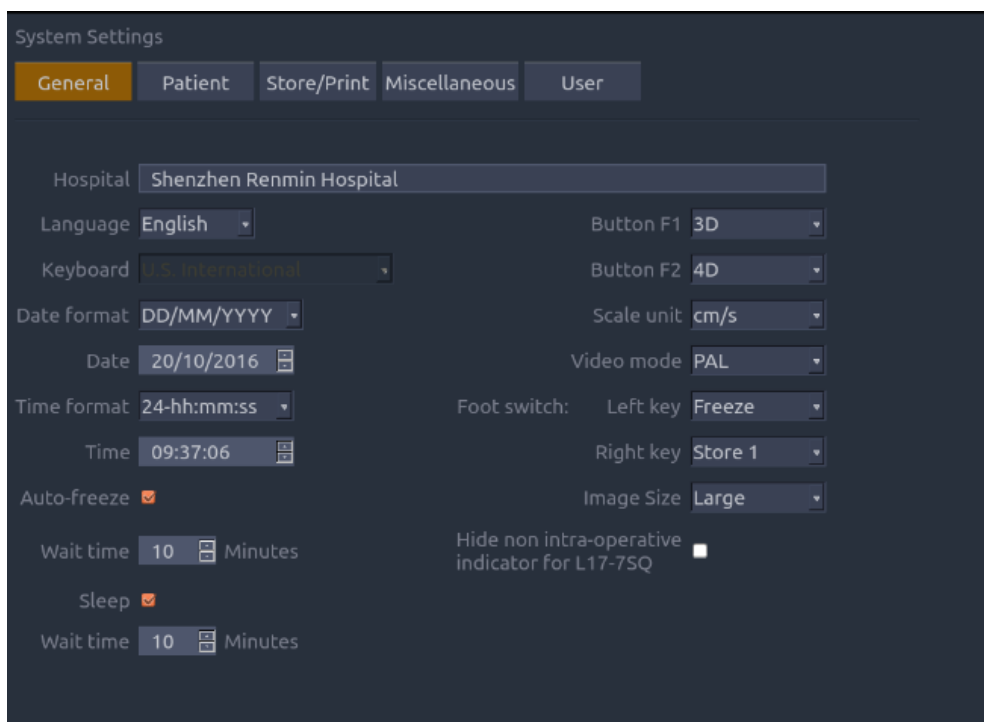 System Settings
General Patient Store/Print Miscellaneous User
Hospital Shenzhen Renmin Hospital
Language English Button F1 3D
Keyboard U.S. International Button F2 4D
Date format DD/MM/YYYY Scale unit cm/s
Date 20/10/2016 Video mode PAL
Time format 24-hh:mm:ss Foot switch: Left key Freeze
Time 09:37:06 Right key Store 1
Auto-freeze Image Size Large
Wait time 10 Minutes Hide non intra-operative
indicator for L17-7SQ
Sleep
Wait time 10 Minutes